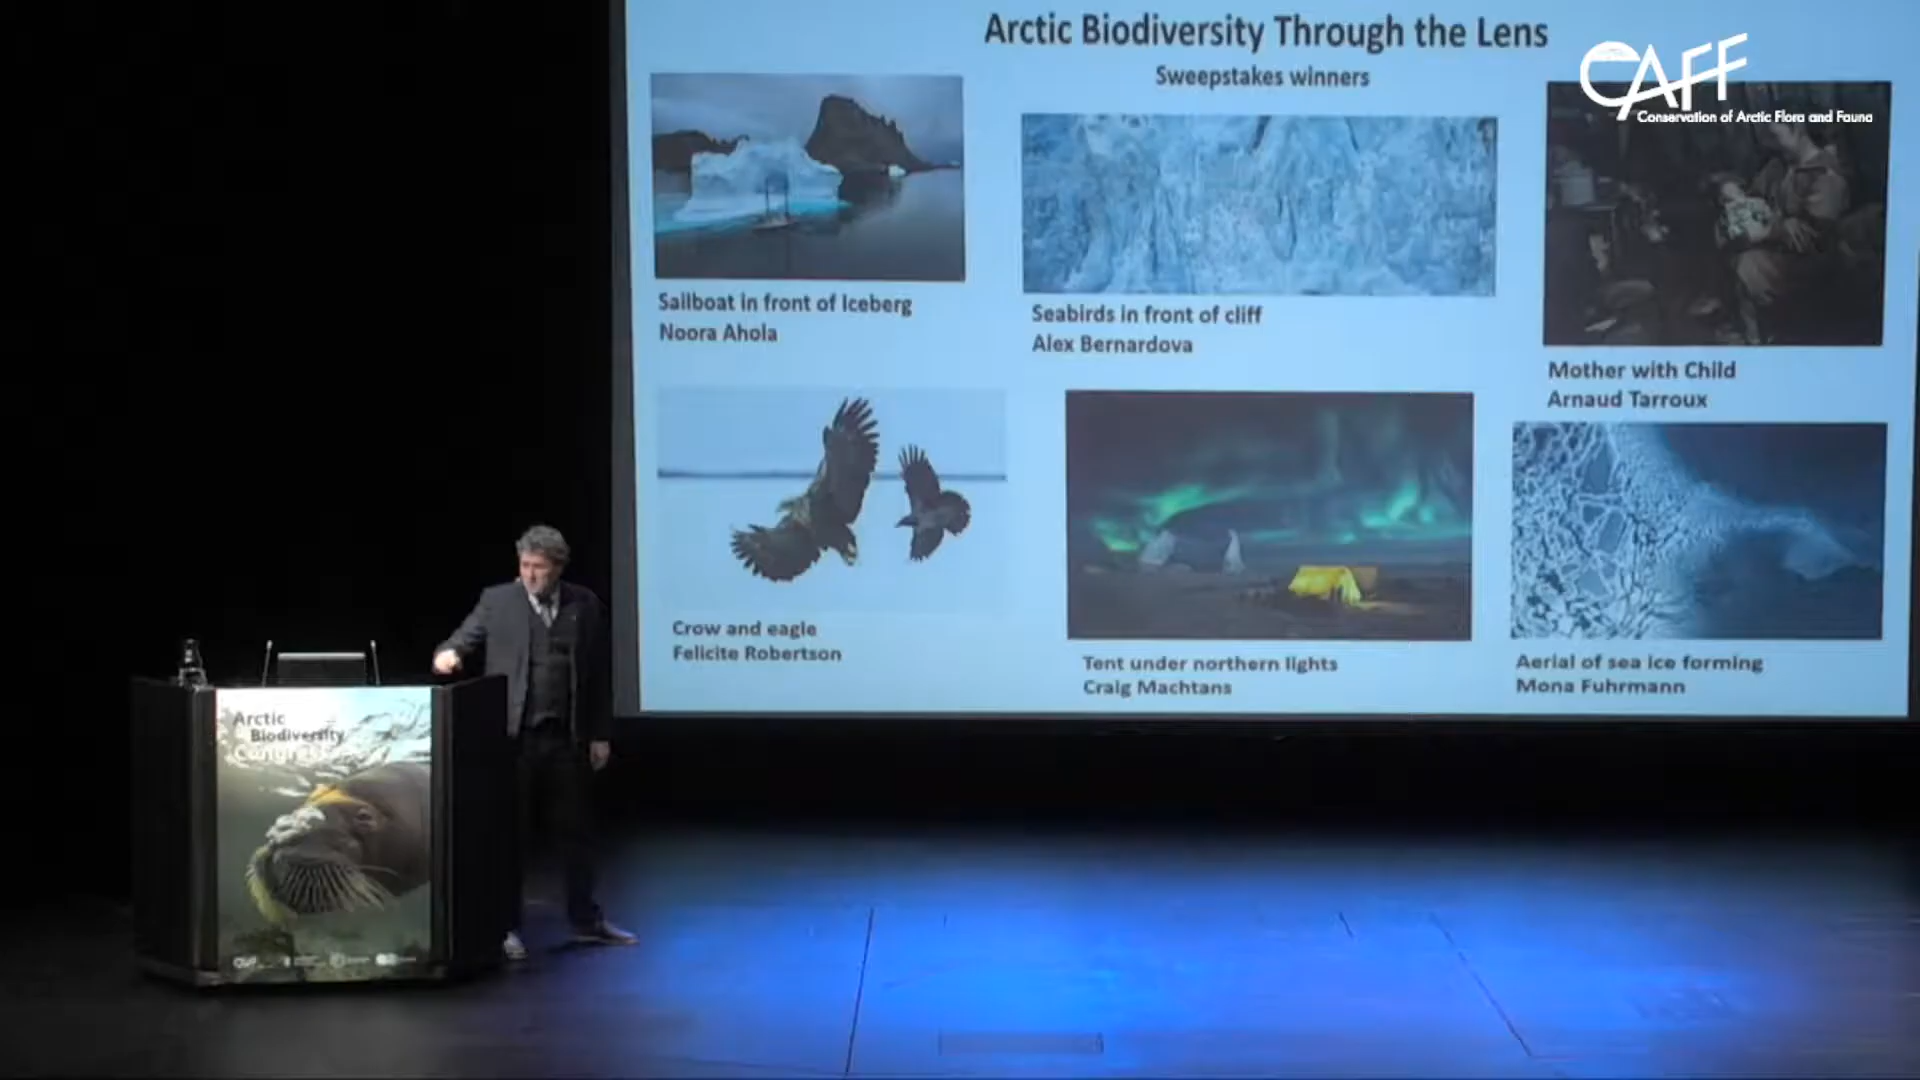 Arctic Biodiversity Through the Lens
Sweepstakes winners
CAFF
Conservation of Arctic Flora and Fauna
Sailboat in front of Iceberg
Noora Ahola
Seabirds in front of cliff
Alex Bernardova
Mother with Child
Arnaud Tarroux
Crow and eagle
Felicite Robertson
Tent under northern lights
Craig Machtans
Aerial of sea ice forming
Mona Fuhrmann
Arctic
Biodiversity
Congress